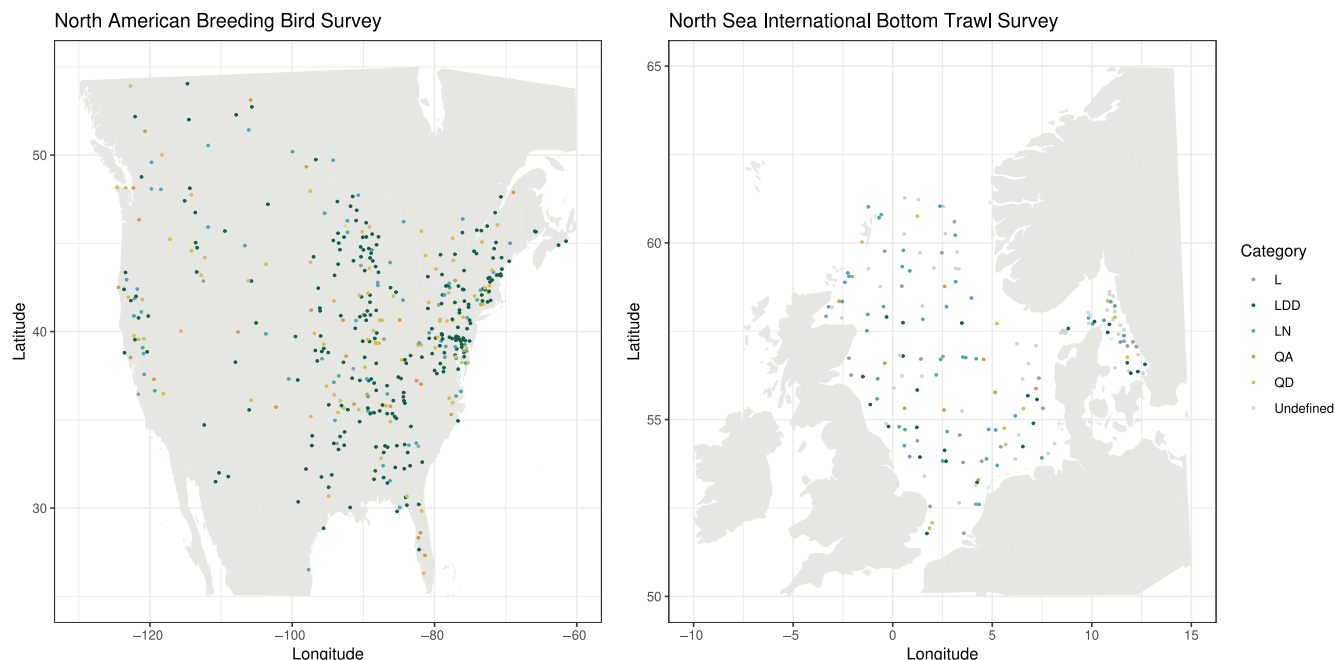 North American Breeding Bird Survey
North Sea International Bottom Trawl Survey
50
40
30
Latitude
−120
−100
−80
−60
Longitude
65
60
55
50
Latitude
−10
−5
0
5
10
15
Longitude
Category
L
LDD
LN
QA
QD
Undefined